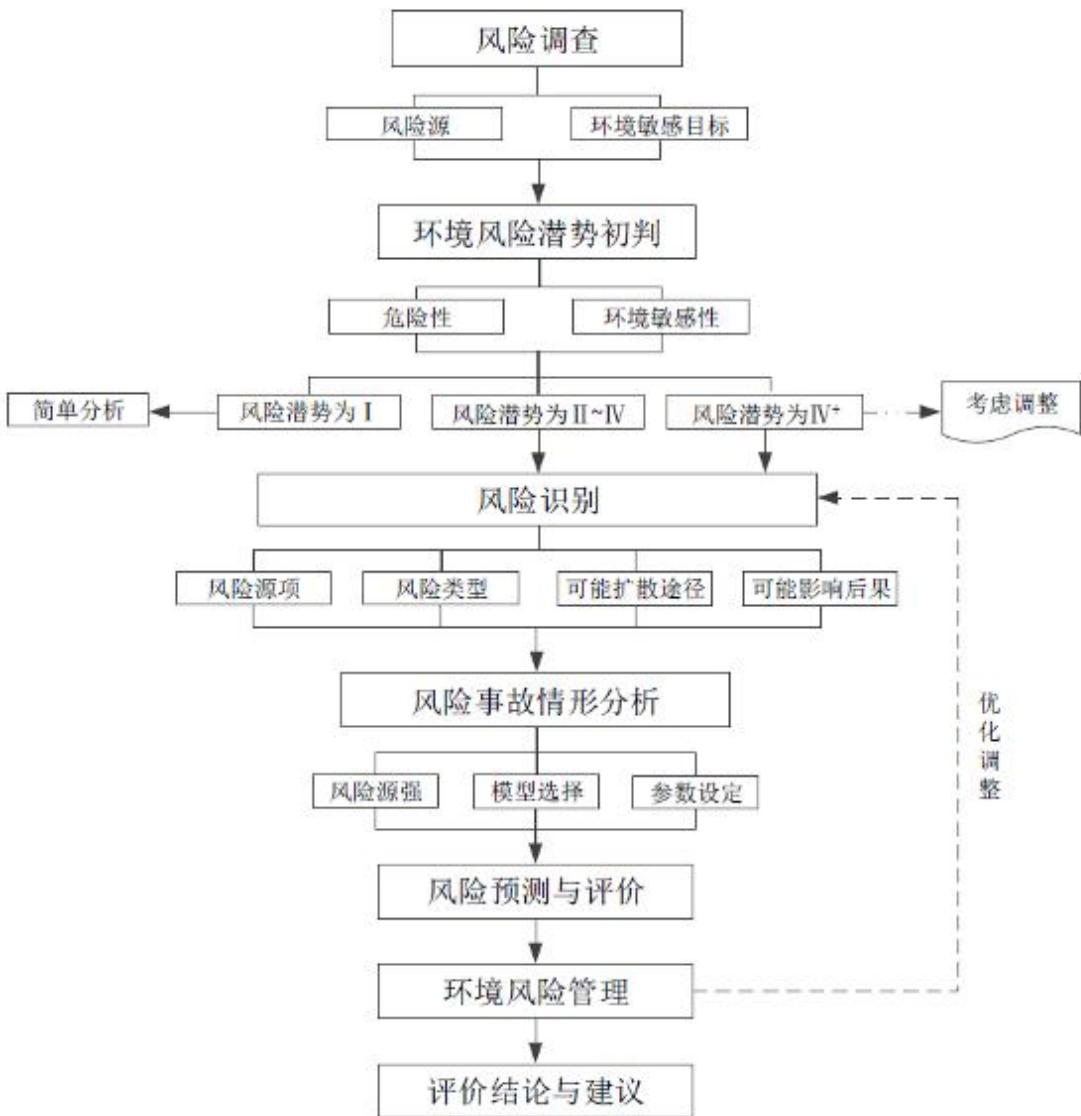 风险调查
风险源
环境敏感目标
环境风险潜势初判
危险性
环境敏感性
简单分析
风险潜势为Ⅰ
风险潜势为Ⅱ~Ⅳ
风险潜势为Ⅳ⁺
考虑调整
风险识别
风险源项
风险类型
可能扩散途径
可能影响后果
风险事故情形分析
优化调整
风险源强
模型选择
参数设定
风险预测与评价
环境风险管理
评价结论与建议